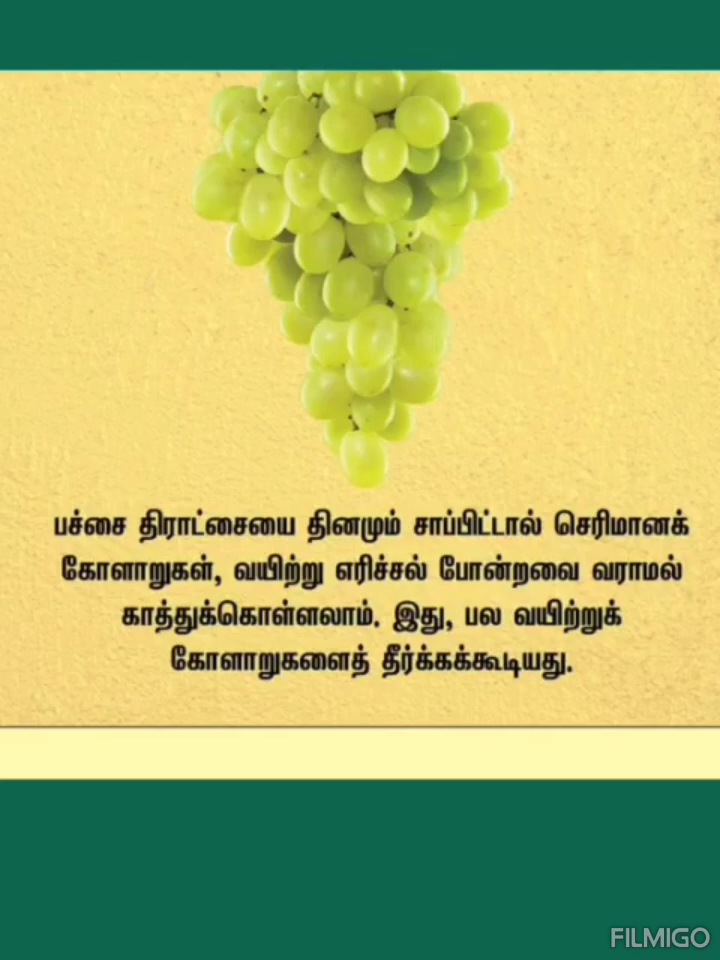 பச்சை திராட்சையை தினமும் சாப்பிட்டால் செரிமானக்
கோளாறுகள், வயிற்று எரிச்சல் போன்றவை வராமல்
காத்துக்கொள்ளலாம். இது, பல வயிற்றுக்
கோளாறுகளைத் தீர்க்கக்கூடியது.
FILMIGO